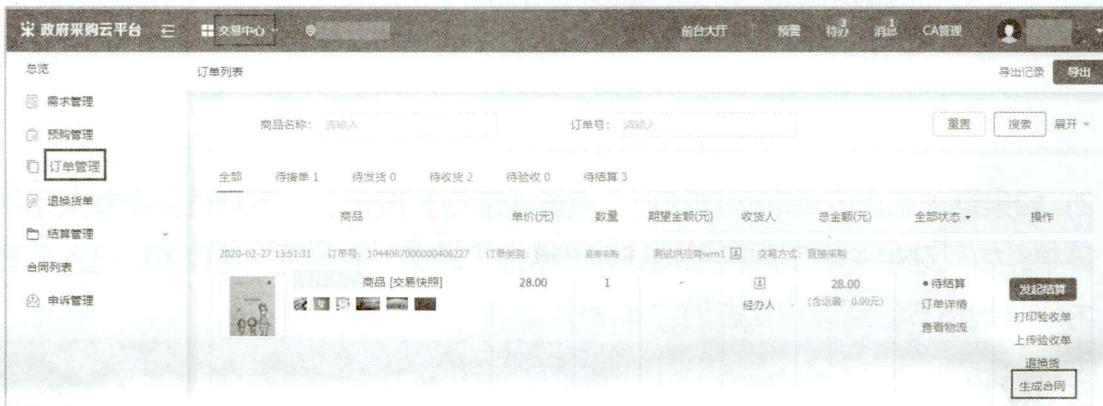 政府采购云平台 交易中心 前台大厅 预警 待办 3 消息 1 CA管理
总览
需求管理
预购管理
订单管理
退换货单
结算管理
合同列表
申诉管理
订单列表 导出记录 导出
商品名称： 请输入 订单号： 请输入 重置 搜索 展开
全部 待接单 1 待发货 0 待收货 2 待验收 0 待结算 3
商品 单价(元) 数量 期望金额(元) 收货人 总金额(元) 全部状态 操作
2020-02-27 13:51:31 订单号：1044087000000406227 订单类型： 测试供应商wrn1 交易方式：直接采购
商品 [交易快照] 28.00 1 - 经办人 28.00
(含运费：0.00元)
待结算
订单详情
查看物流
发起结算
打印验收单
上传验收单
退换货
生成合同